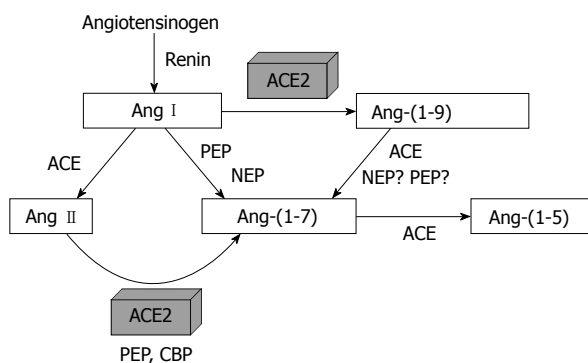 Angiotensinogen
Renin
ACE2
Ang Ⅰ
Ang-(1-9)
ACE
PEP
NEP
ACE
NEP? PEP?
Ang Ⅱ
Ang-(1-7)
Ang-(1-5)
ACE
ACE2
PEP, CBP